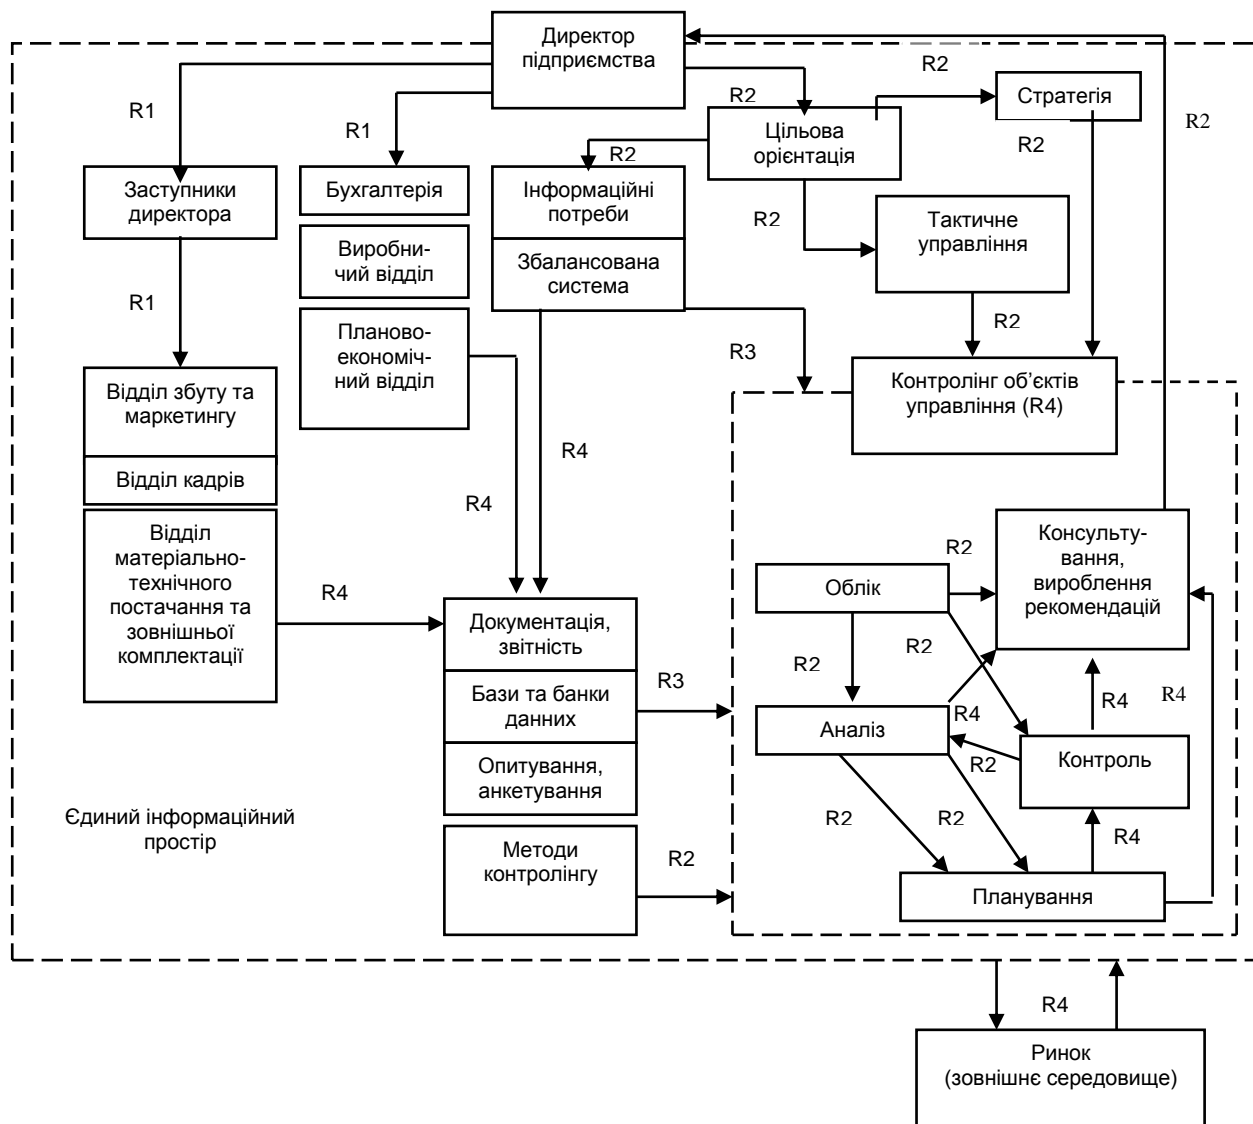 Директор
підприємства
R2
Стратегія
R1
R2
R2
R1
Цільова
орієнтація
R2
R2
Заступники
директора
Бухгалтерія
Інформаційні
потреби
R2
Тактичне
управління
Виробни-
чий відділ
Збалансована
система
R1
R2
Планово-
економіч-
ний відділ
R3
Контролінг об’єктів
управління (R4)
Відділ збуту та
маркетингу
R4
Відділ кадрів
R4
Відділ
матеріально-
технічного
постачання та
зовнішньої
комплектації
R4
Консульту-
вання,
вироблення
рекомендацій
R2
Облік
Документація,
звітність
R2
R2
R3
Бази та банки
данних
R4
R4
R4
Аналіз
Контроль
R2
Опитування,
анкетування
Єдиний інформаційний
простір
R2
R2
R4
Методи
контролінгу
R2
Планування
R4
Ринок
(зовнішнє середовище)